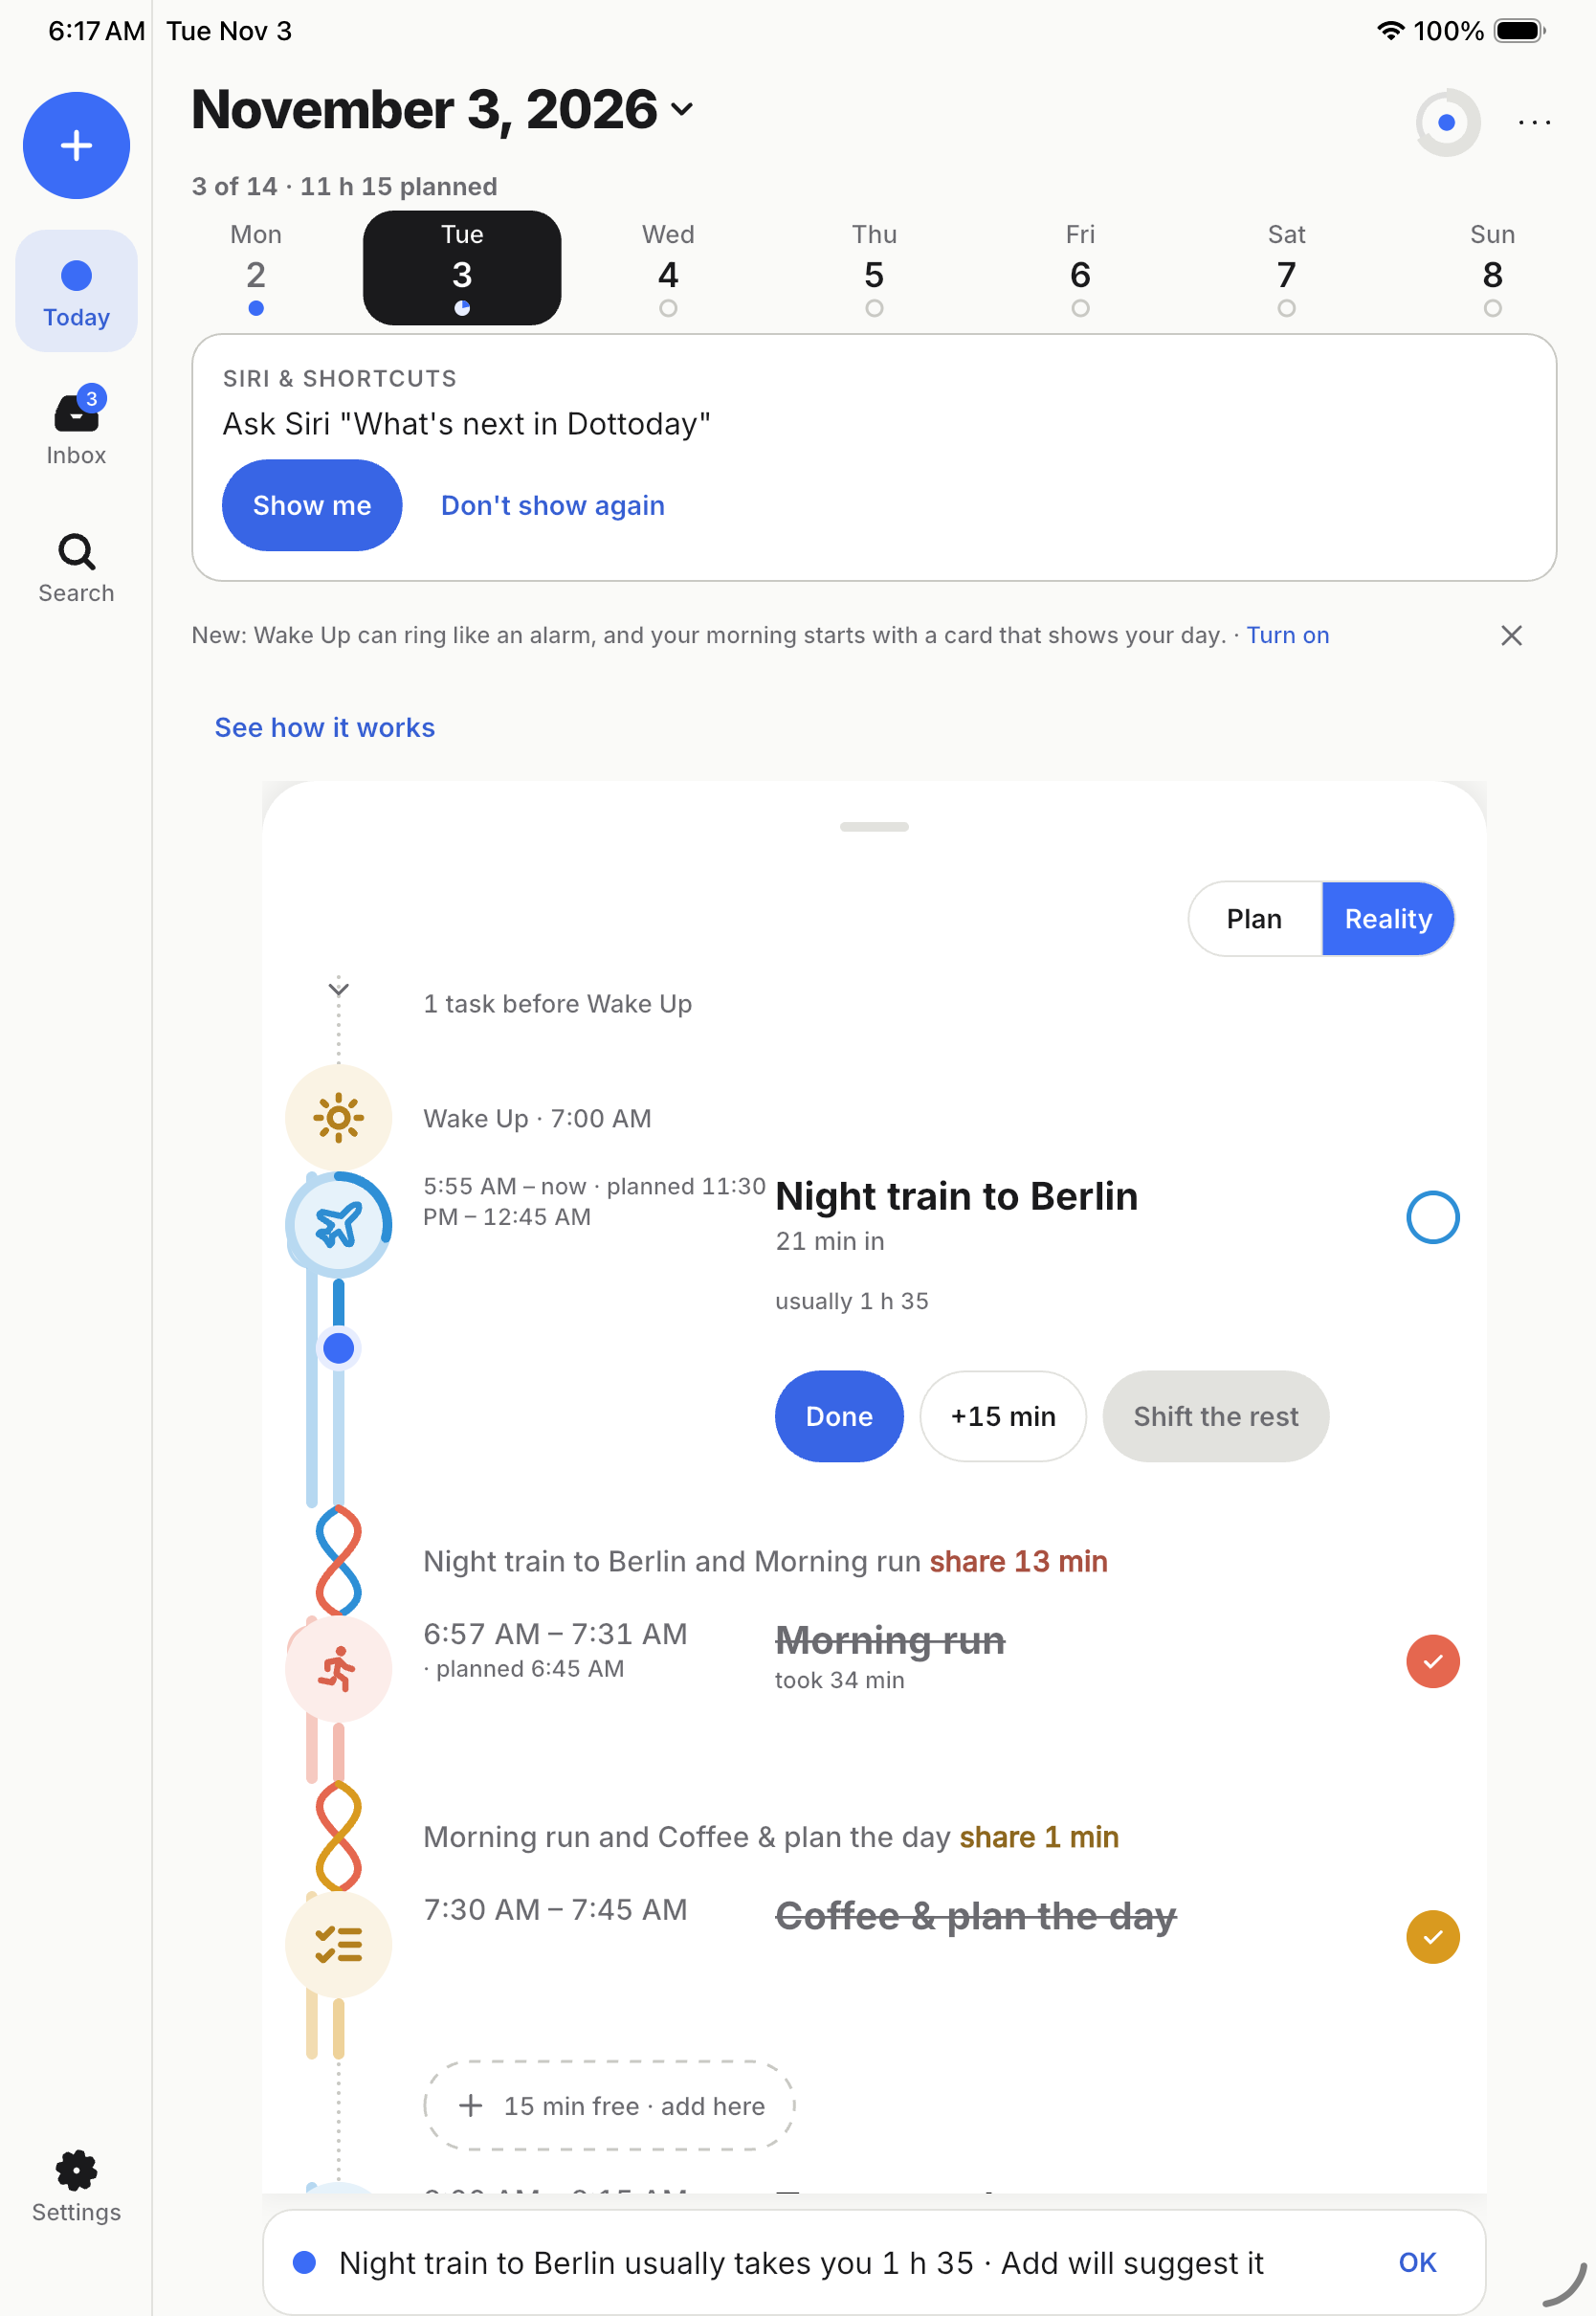 6:17 AM Tue Nov 3
100%
November 3, 2026
3 of 14 · 11 h 15 planned
Mon Tue Wed Thu Fri Sat Sun
2 3 4 5 6 7 8
Today
3
Inbox
Search
Settings
SIRI & SHORTCUTS
Ask Siri "What's next in Dottoday"
Show me Don't show again
New: Wake Up can ring like an alarm, and your morning starts with a card that shows your day. · Turn on
See how it works
Plan Reality
1 task before Wake Up
Wake Up · 7:00 AM
5:55 AM – now · planned 11:30
PM – 12:45 AM
Night train to Berlin
21 min in
usually 1 h 35
Done +15 min Shift the rest
Night train to Berlin and Morning run share 13 min
6:57 AM – 7:31 AM
· planned 6:45 AM
Morning run
took 34 min
Morning run and Coffee & plan the day share 1 min
7:30 AM – 7:45 AM
Coffee & plan the day
15 min free · add here
Night train to Berlin usually takes you 1 h 35 · Add will suggest it OK